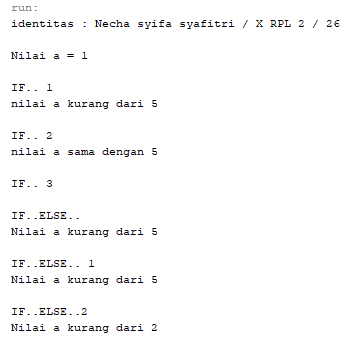 run:
identitas : Necha syifa syafitri / X RPL 2 / 26
Nilai a = 1
IF.. 1
nilai a kurang dari 5
IF.. 2
nilai a sama dengan 5
IF.. 3
IF..ELSE..
Nilai a kurang dari 5
IF..ELSE.. 1
Nilai a kurang dari 5
IF..ELSE..2
Nilai a kurang dari 2